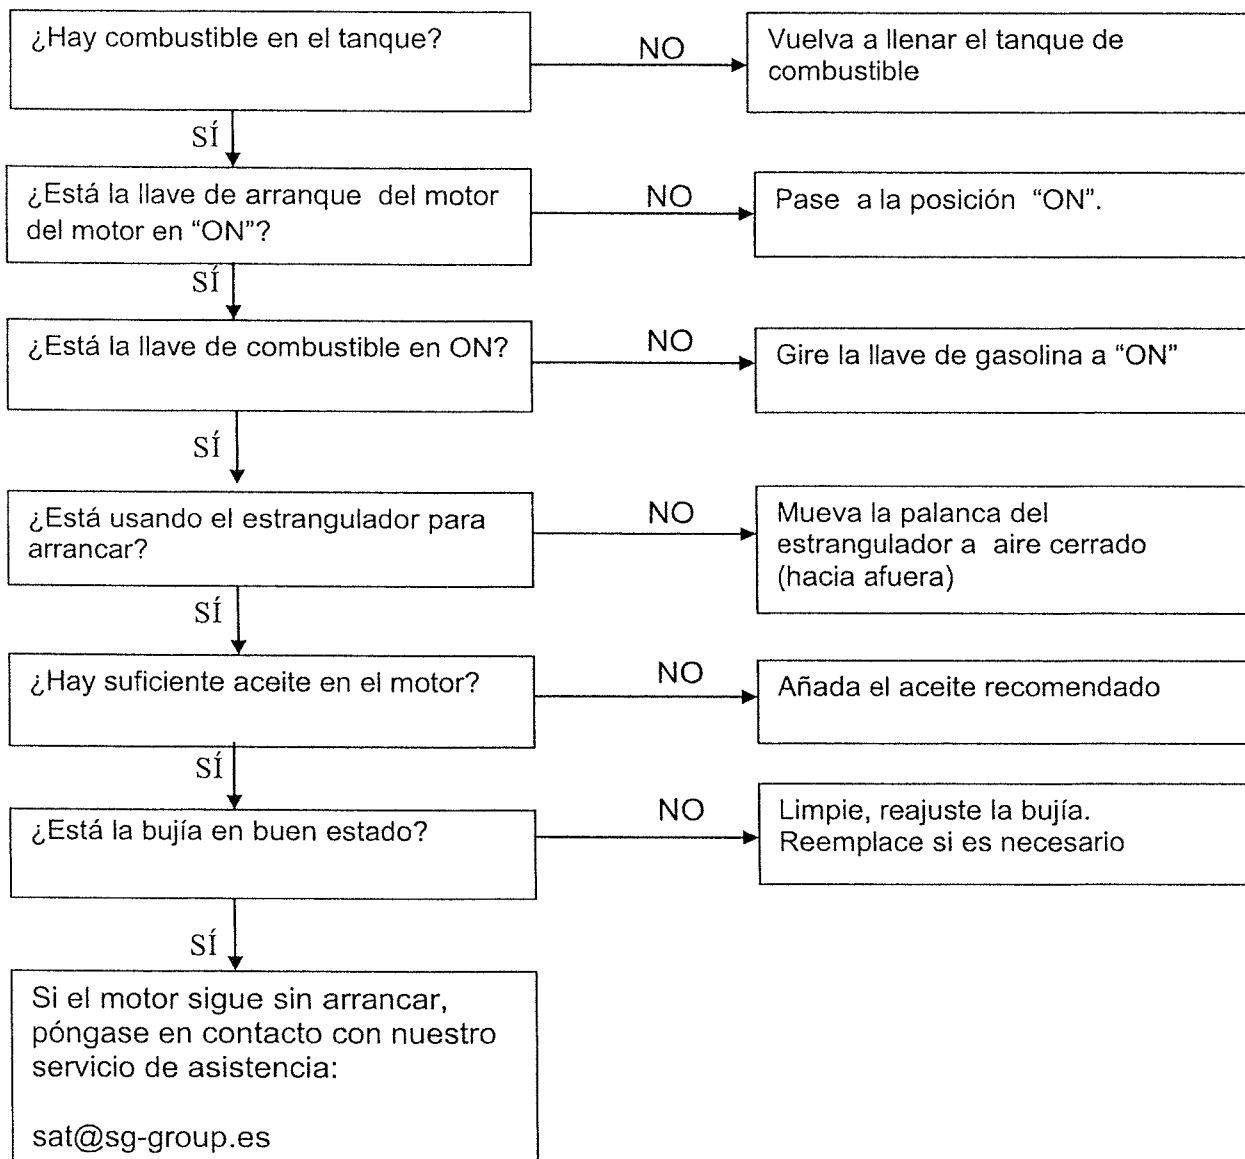 ¿Hay combustible en el tanque?
NO
Vuelva a llenar el tanque de
combustible
SÍ
¿Está la llave de arranque del motor
del motor en "ON"?
NO
Pase a la posición "ON".
SÍ
¿Está la llave de combustible en ON?
NO
Gire la llave de gasolina a "ON"
SÍ
¿Está usando el estrangulador para
arrancar?
NO
Mueva la palanca del
estrangulador a aire cerrado
(hacia afuera)
SÍ
¿Hay suficiente aceite en el motor?
NO
Añada el aceite recomendado
SÍ
¿Está la bujía en buen estado?
NO
Limpie, reajuste la bujía.
Reemplace si es necesario
SÍ
Si el motor sigue sin arrancar,
póngase en contacto con nuestro
servicio de asistencia:
sat@sg-group.es